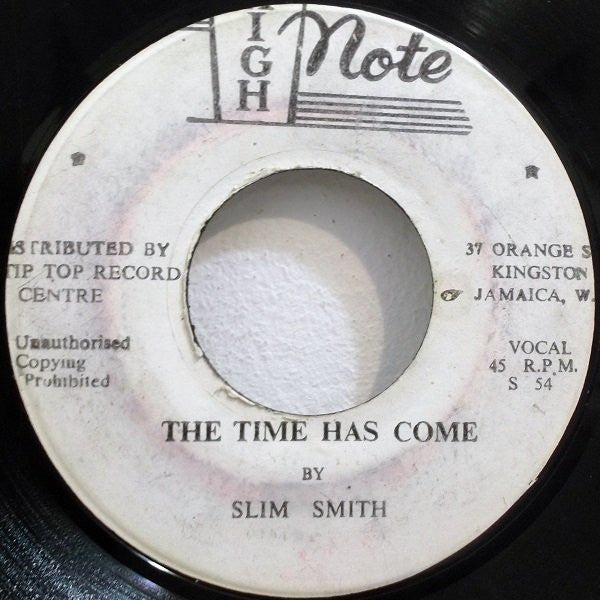 IGH Note
STRIBUTED BY
TIP TOP RECORD
CENTRE
37 ORANGE S
KINGSTON
JAMAICA, W.
Unauthorised
Copying
Prohibited
VOCAL
45 R.P.M.
S 54
THE TIME HAS COME
BY
SLIM SMITH